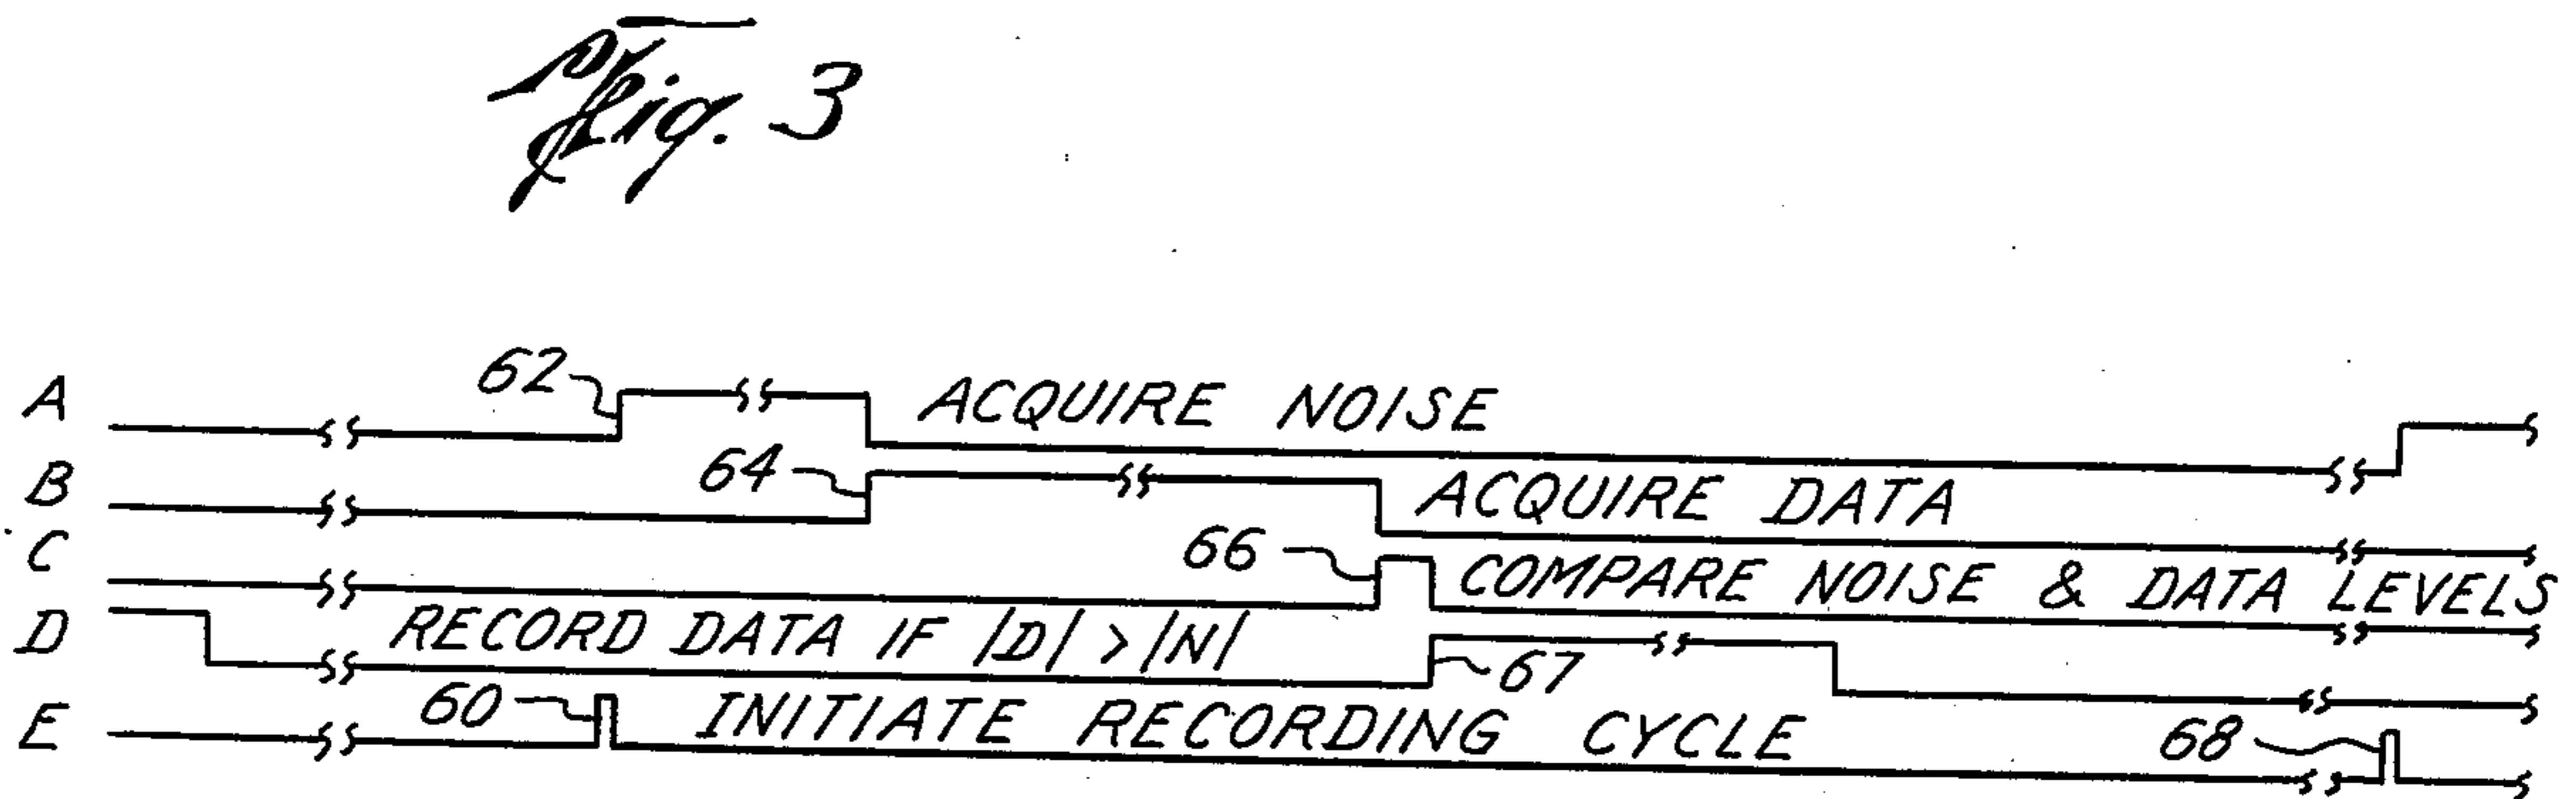 Fig. 3
62
A ACQUIRE NOISE
64
B ACQUIRE DATA
66
C COMPARE NOISE & DATA LEVELS
D RECORD DATA IF |D| > |N|
67
60
E INITIATE RECORDING CYCLE
68